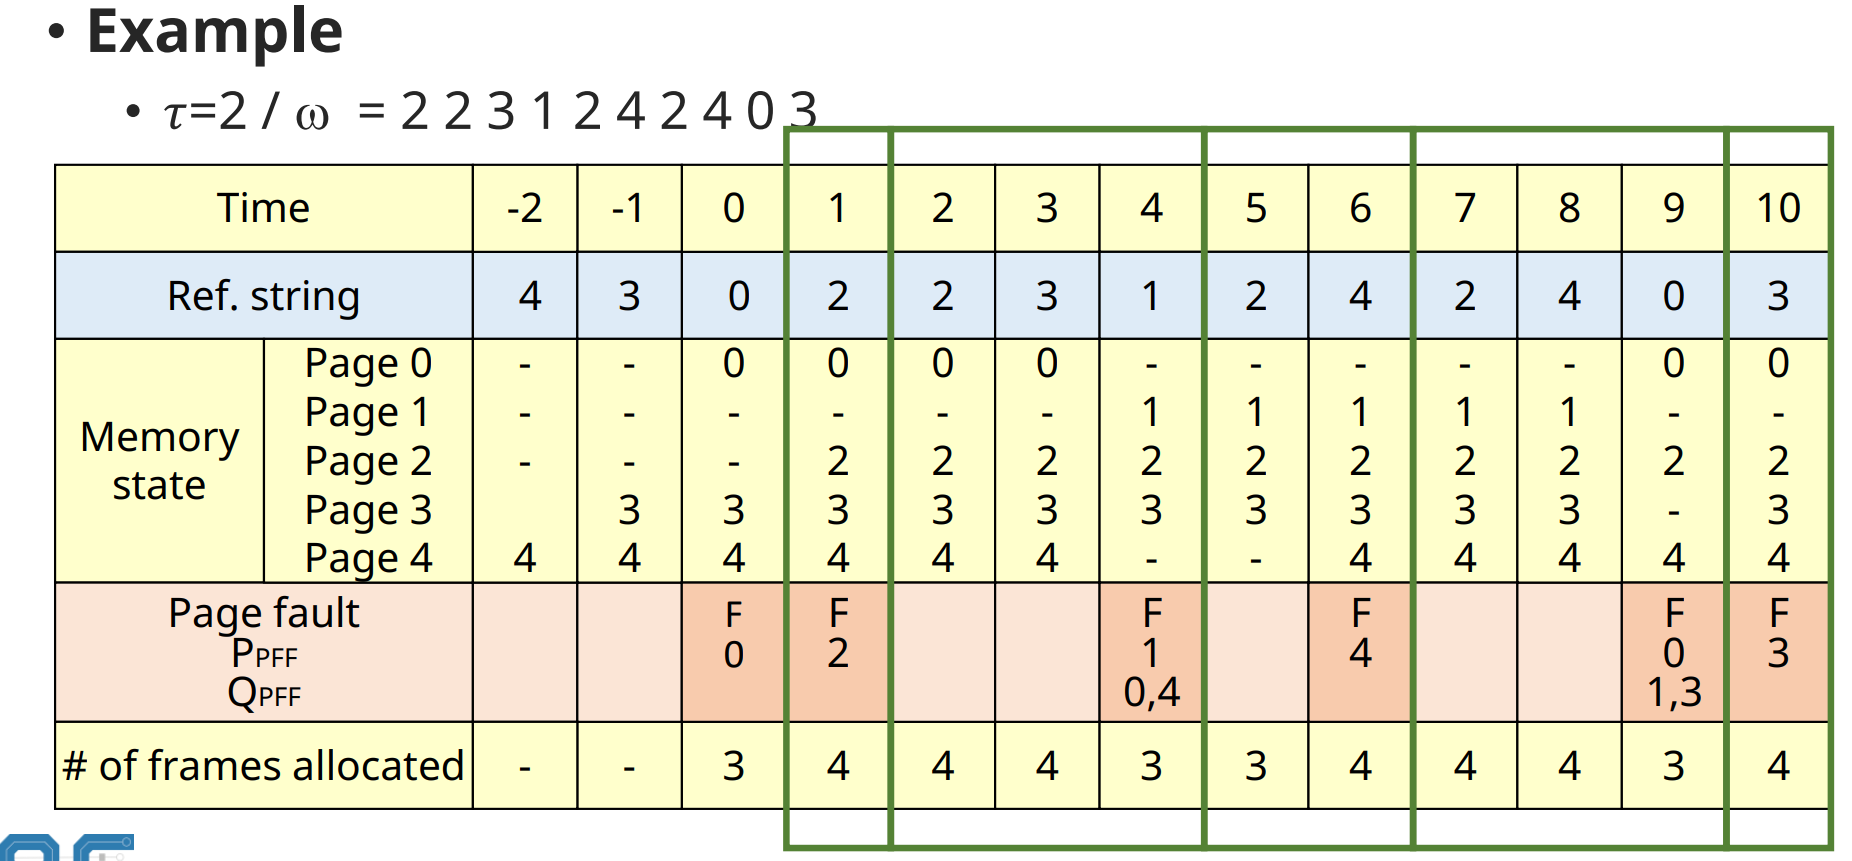 • Example
• τ=2 / ω = 2 2 3 1 2 4 2 4 0 3
Time -2 -1 0 1 2 3 4 5 6 7 8 9 10
Ref. string 4 3 0 2 2 3 1 2 4 2 4 0 3
Memory state
Page 0 - - 0 0 0 0 - - - - - 0 0
Page 1 - - - - - - 1 1 1 1 1 - -
Page 2 - - - 2 2 2 2 2 2 2 2 2 2
Page 3 3 3 3 3 3 3 3 3 3 3 - 3
Page 4 4 4 4 4 4 4 - - 4 4 4 4 4
Page fault F F F F F F
PPFF 0 2 1 4 0 3
QPFF 0,4 1,3
# of frames allocated - - 3 4 4 4 3 3 4 4 4 3 4